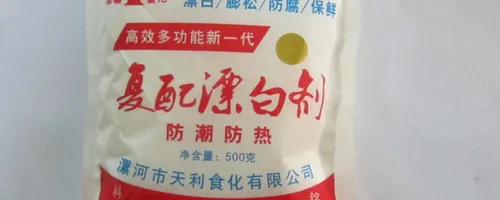 漂白/膨松/防腐/保鲜
高效多功能新一代
复配漂白剂
防潮防热
净含量：500克
漯河市天利食化有限公司
科